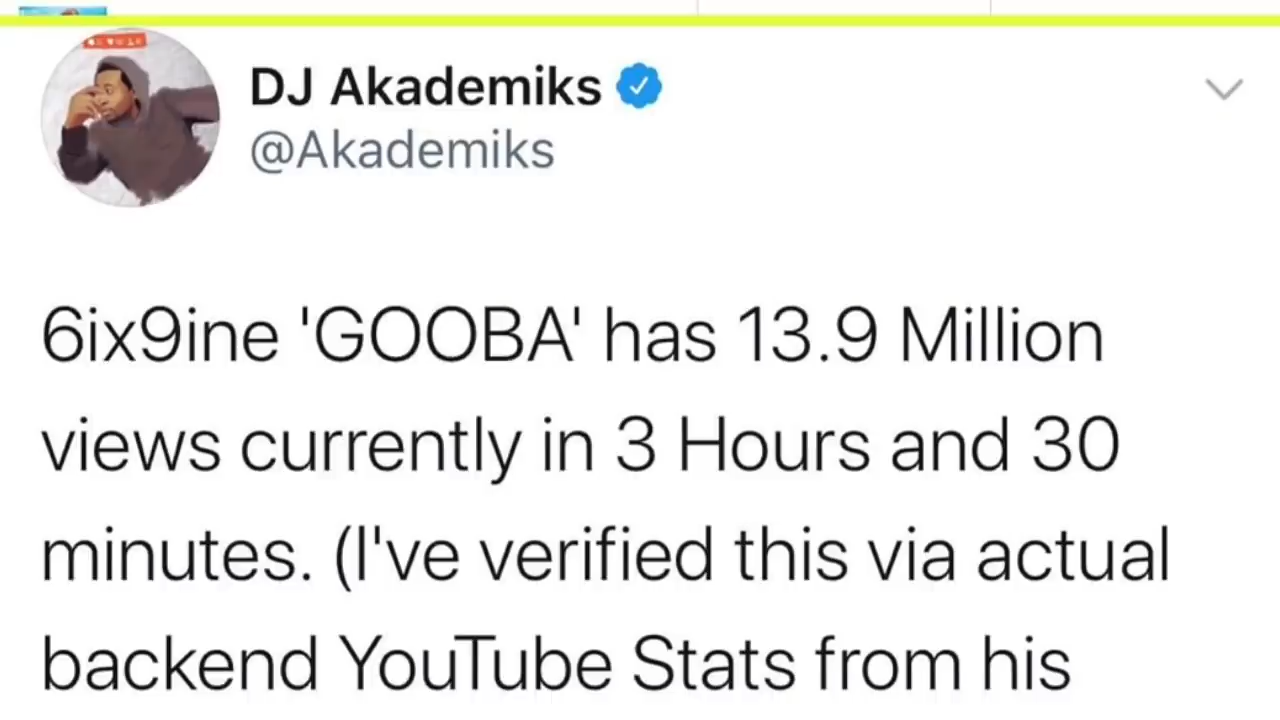 DJ Akademiks
@Akademiks
6ix9ine 'GOOBA' has 13.9 Million
views currently in 3 Hours and 30
minutes. (I've verified this via actual
backend YouTube Stats from his